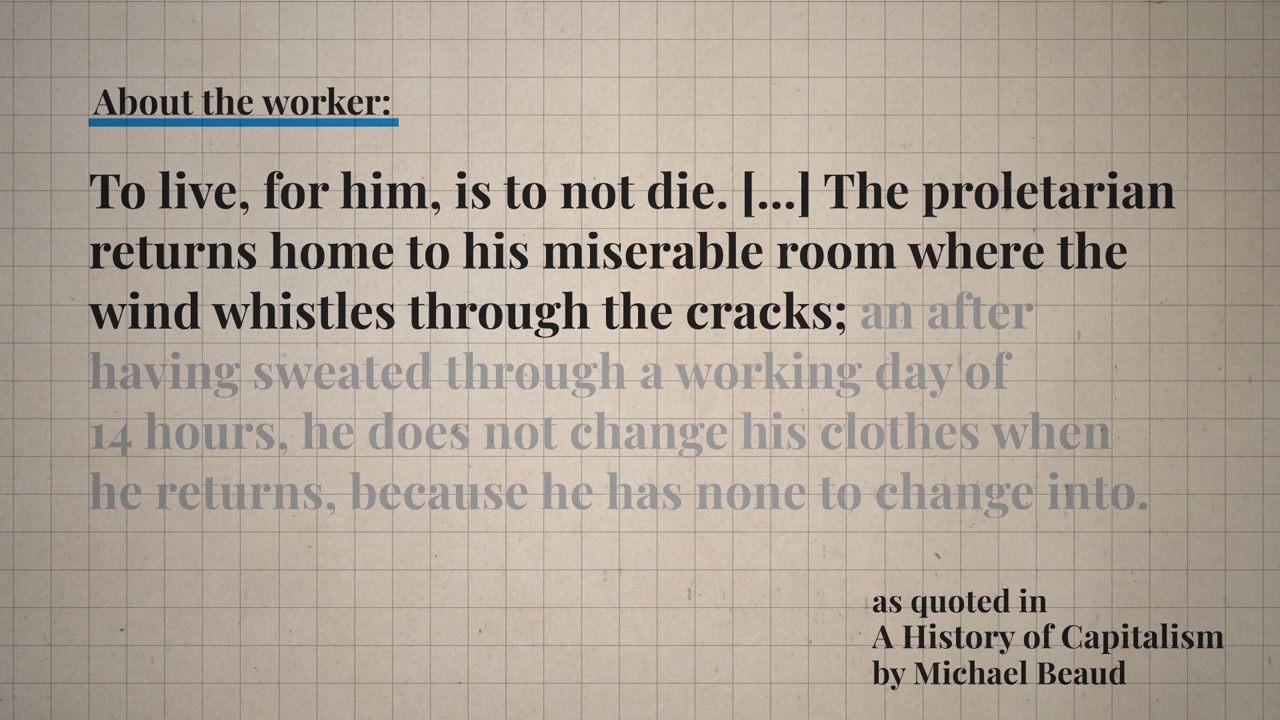 About the worker:
To live, for him, is to not die. [...] The proletarian
returns home to his miserable room where the
wind whistles through the cracks; an after
having sweated through a working day of
14 hours, he does not change his clothes when
he returns, because he has none to change into.
as quoted in
A History of Capitalism
by Michael Beaud